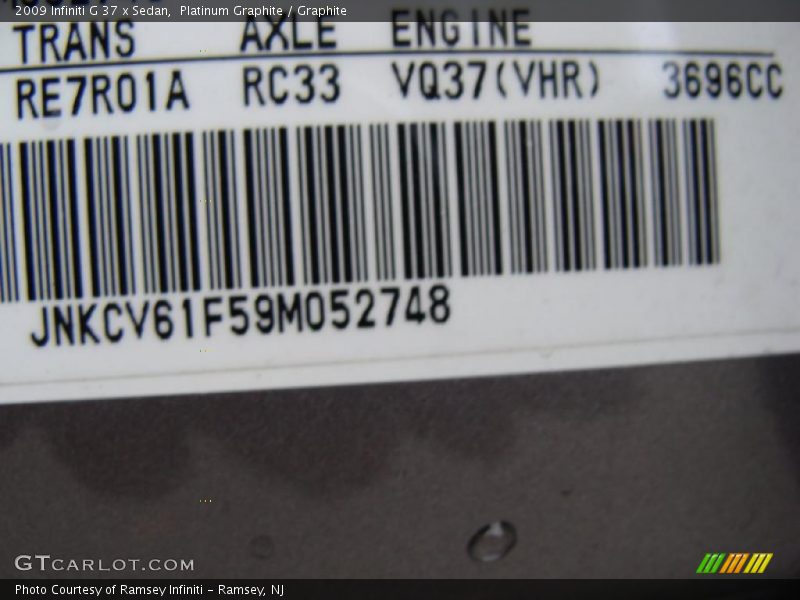 2009 Infiniti G 37 x Sedan,  Platinum Graphite / Graphite
TRANS AXLE ENGINE
RE7R01A RC33 VQ37(VHR) 3696CC
JNKCV61F59M052748
GTCARLOT.COM
Photo Courtesy of Ramsey Infiniti - Ramsey, NJ